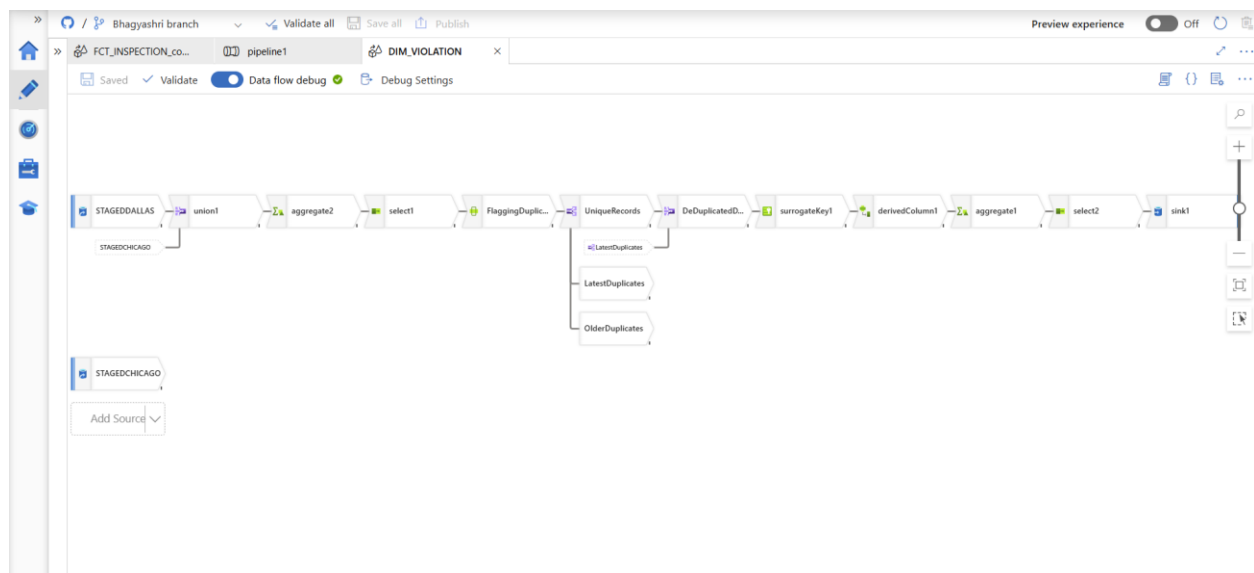 » / Bhagyashri branch Validate all Save all Publish Preview experience Off
» FCT_INSPECTION_co... pipeline1 DIM_VIOLATION ×
Saved Validate Data flow debug Debug Settings { } ...
STAGEDDALLAS union1 aggregate2 select1 FlaggingDuplic... UniqueRecords DeDuplicatedD... surrogateKey1 derivedColumn1 aggregate1 select2 sink1
STAGEDCHICAGO LatestDuplicates
LatestDuplicates
OlderDuplicates
STAGEDCHICAGO
Add Source